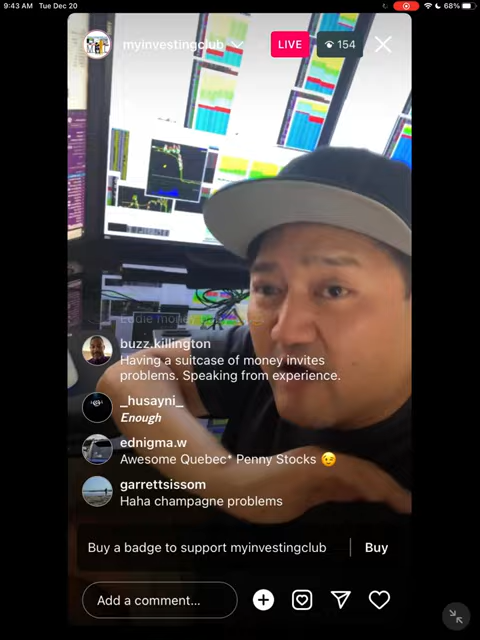 9:43 AM Tue Dec 20
68%
myinvestingclub
LIVE
154
Eddie money
buzz.killington
Having a suitcase of money invites
problems. Speaking from experience.
_husayni_
Enough
ednigma.w
Awesome Quebec* Penny Stocks 😉
garrettsissom
Haha champagne problems
Buy a badge to support myinvestingclub | Buy
Add a comment...